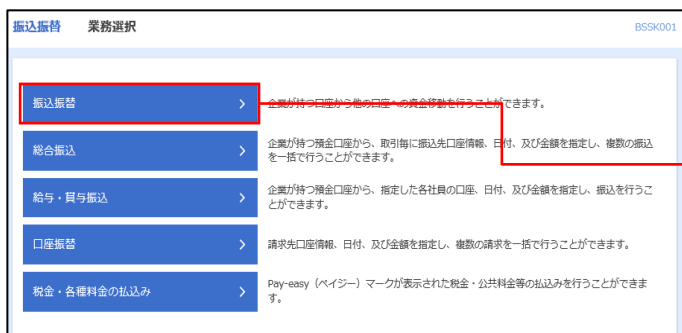 振込振替 業務選択 BSSK001
振込振替 企業が持つ口座から他の口座への資金移動を行うことができます。
総合振込 企業が持つ預金口座から、取引毎に振込先口座情報、日付、及び金額を指定し、複数の振込
を一括で行うことができます。
給与・賞与振込 企業が持つ預金口座から、指定した各社員の口座、日付、及び金額を指定し、振込を行うこ
とができます。
口座振替 請求先口座情報、日付、及び金額を指定し、複数の請求を一括で行うことができます。
税金・各種料金の払込み Pay-easy（ペイジー）マークが表示された税金・公共料金等の払込みを行うことができま
す。